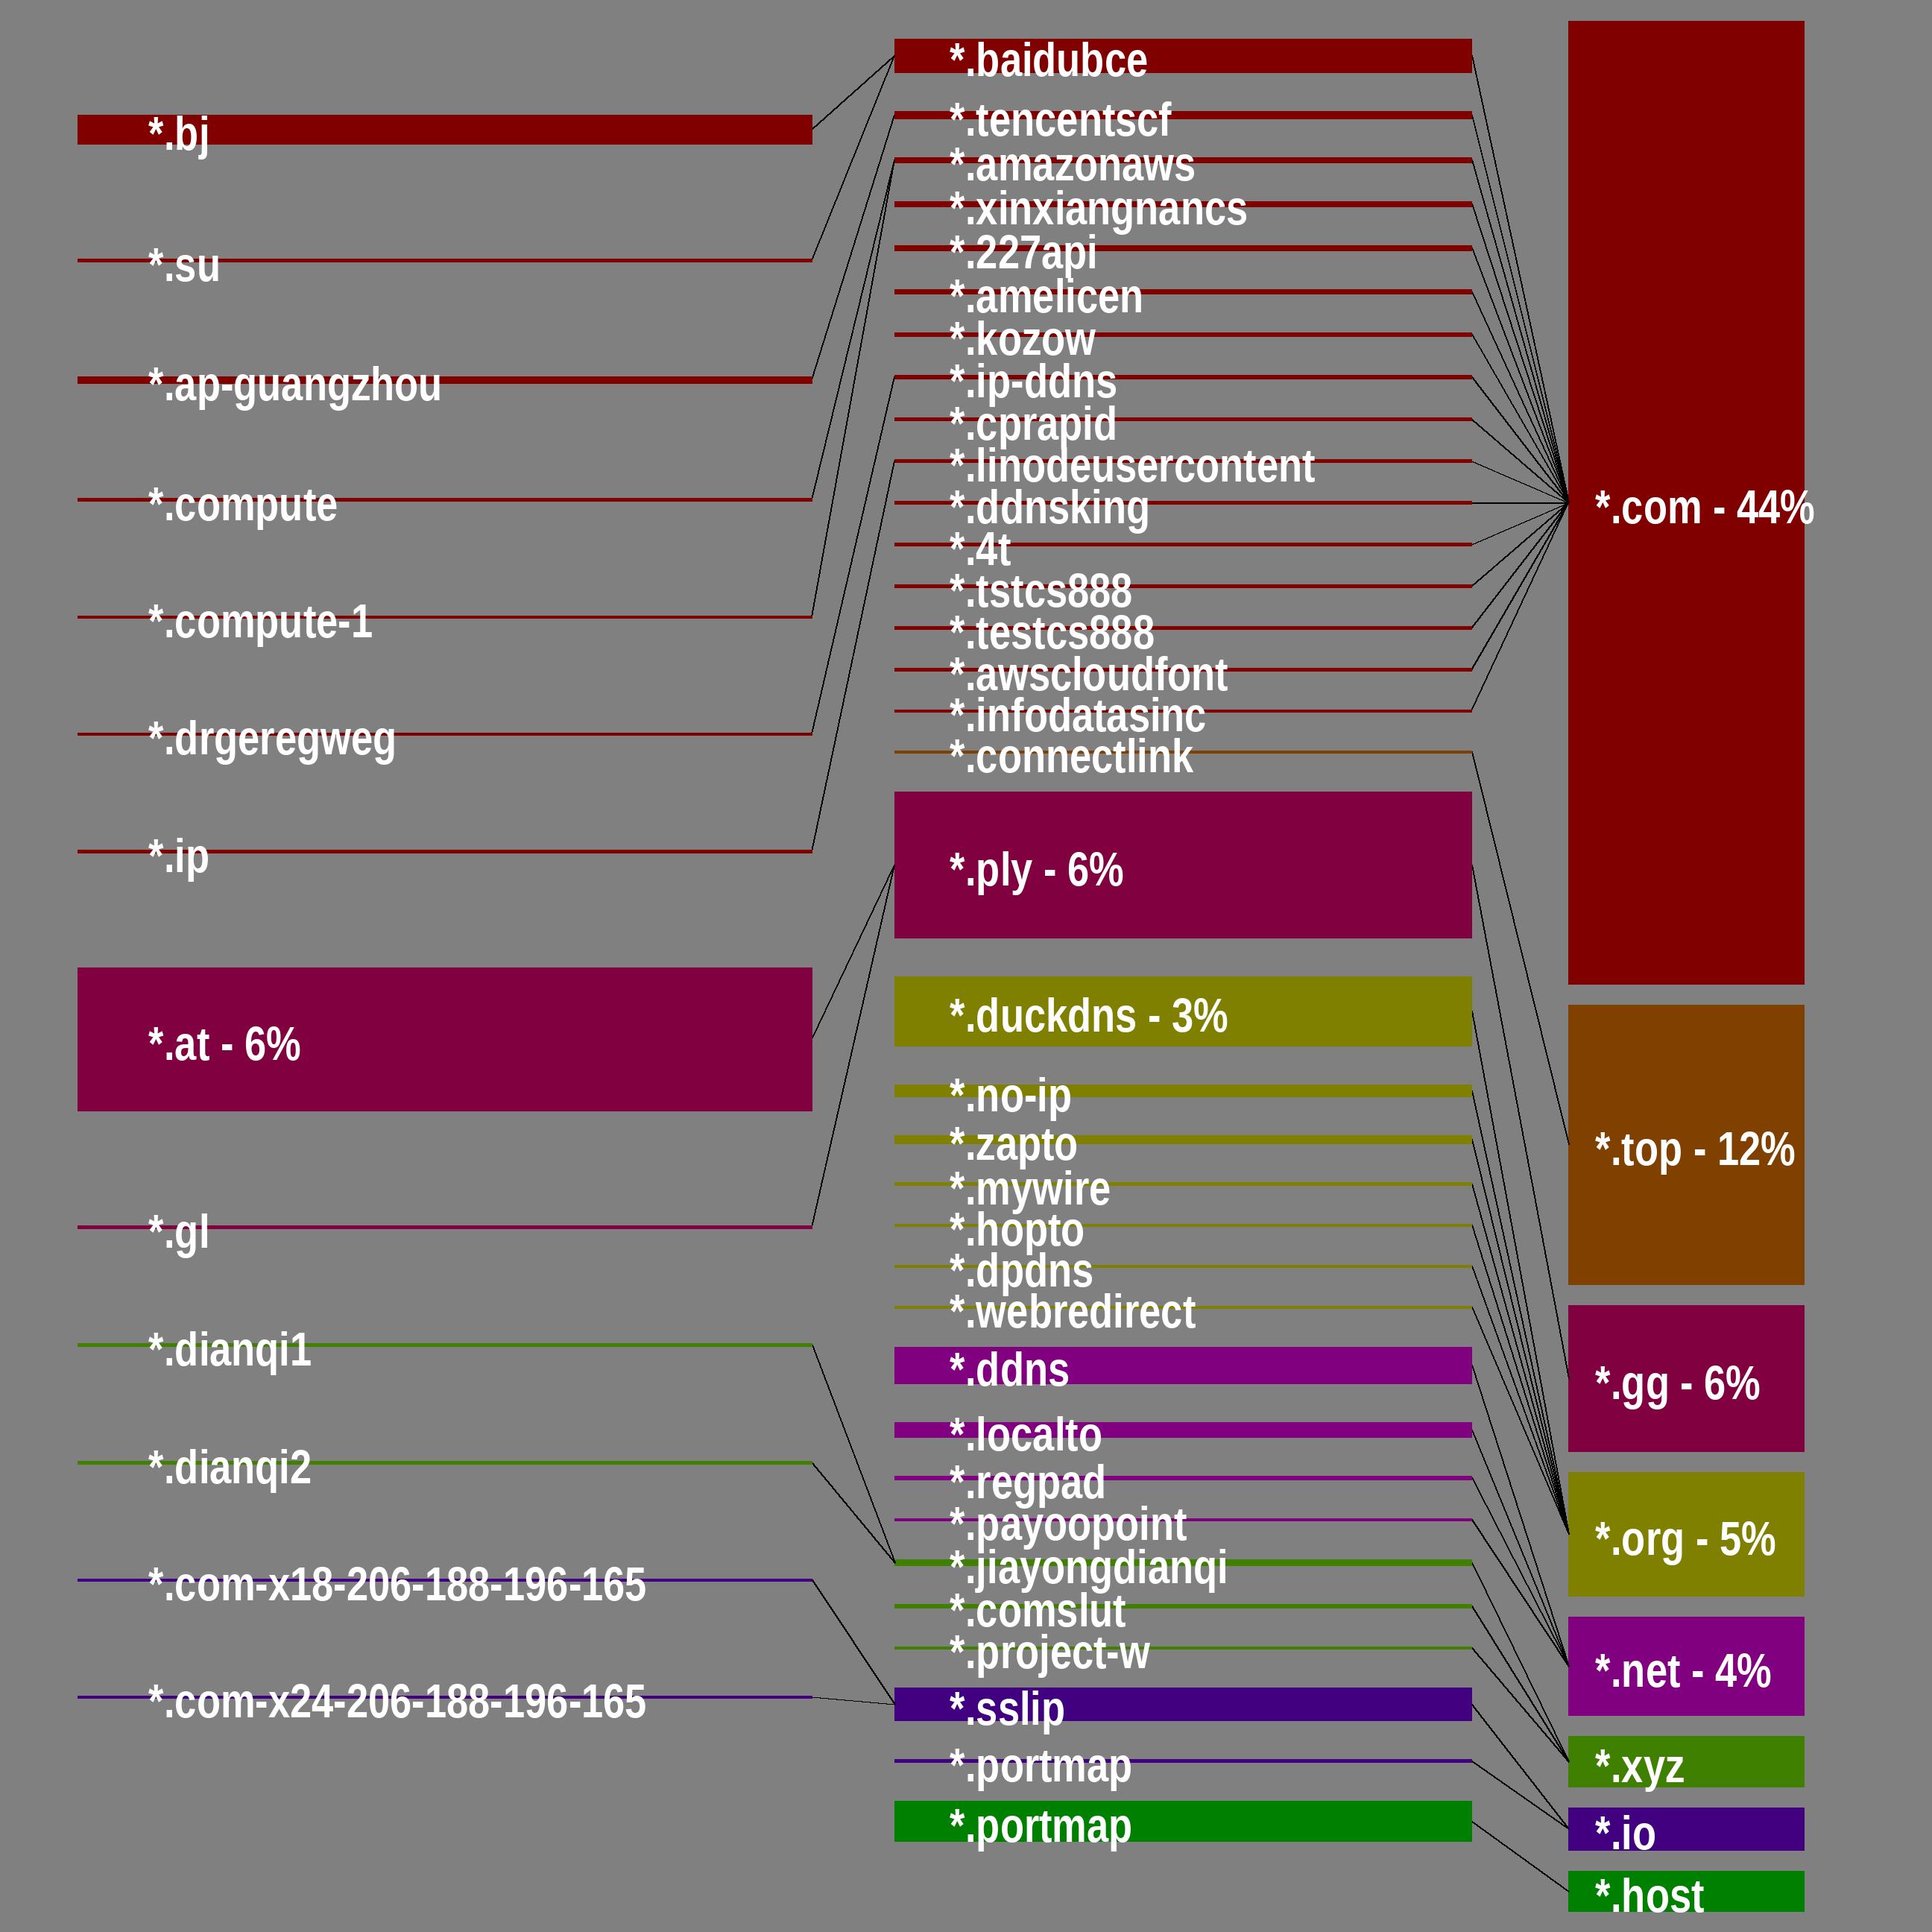 *.bj
*.su
*.ap-guangzhou
*.compute
*.compute-1
*.drgeregweg
*.ip
*.at - 6%
*.gl
*.dianqi1
*.dianqi2
*.com-x18-206-188-196-165
*.com-x24-206-188-196-165
*.baidubce
*.tencentscf
*.amazonaws
*.xinxiangnancs
*.227api
*.amelicen
*.kozow
*.ip-ddns
*.cprapid
*.linodeusercontent
*.ddnsking
*.4t
*.tstcs888
*.testcs888
*.awscloudfont
*.infodatasinc
*.connectlink
*.ply - 6%
*.duckdns - 3%
*.no-ip
*.zapto
*.mywire
*.hopto
*.dpdns
*.webredirect
*.ddns
*.localto
*.regpad
*.payoopoint
*.jiayongdianqi
*.comslut
*.project-w
*.sslip
*.portmap
*.portmap
*.com - 44%
*.top - 12%
*.gg - 6%
*.org - 5%
*.net - 4%
*.xyz
*.io
*.host